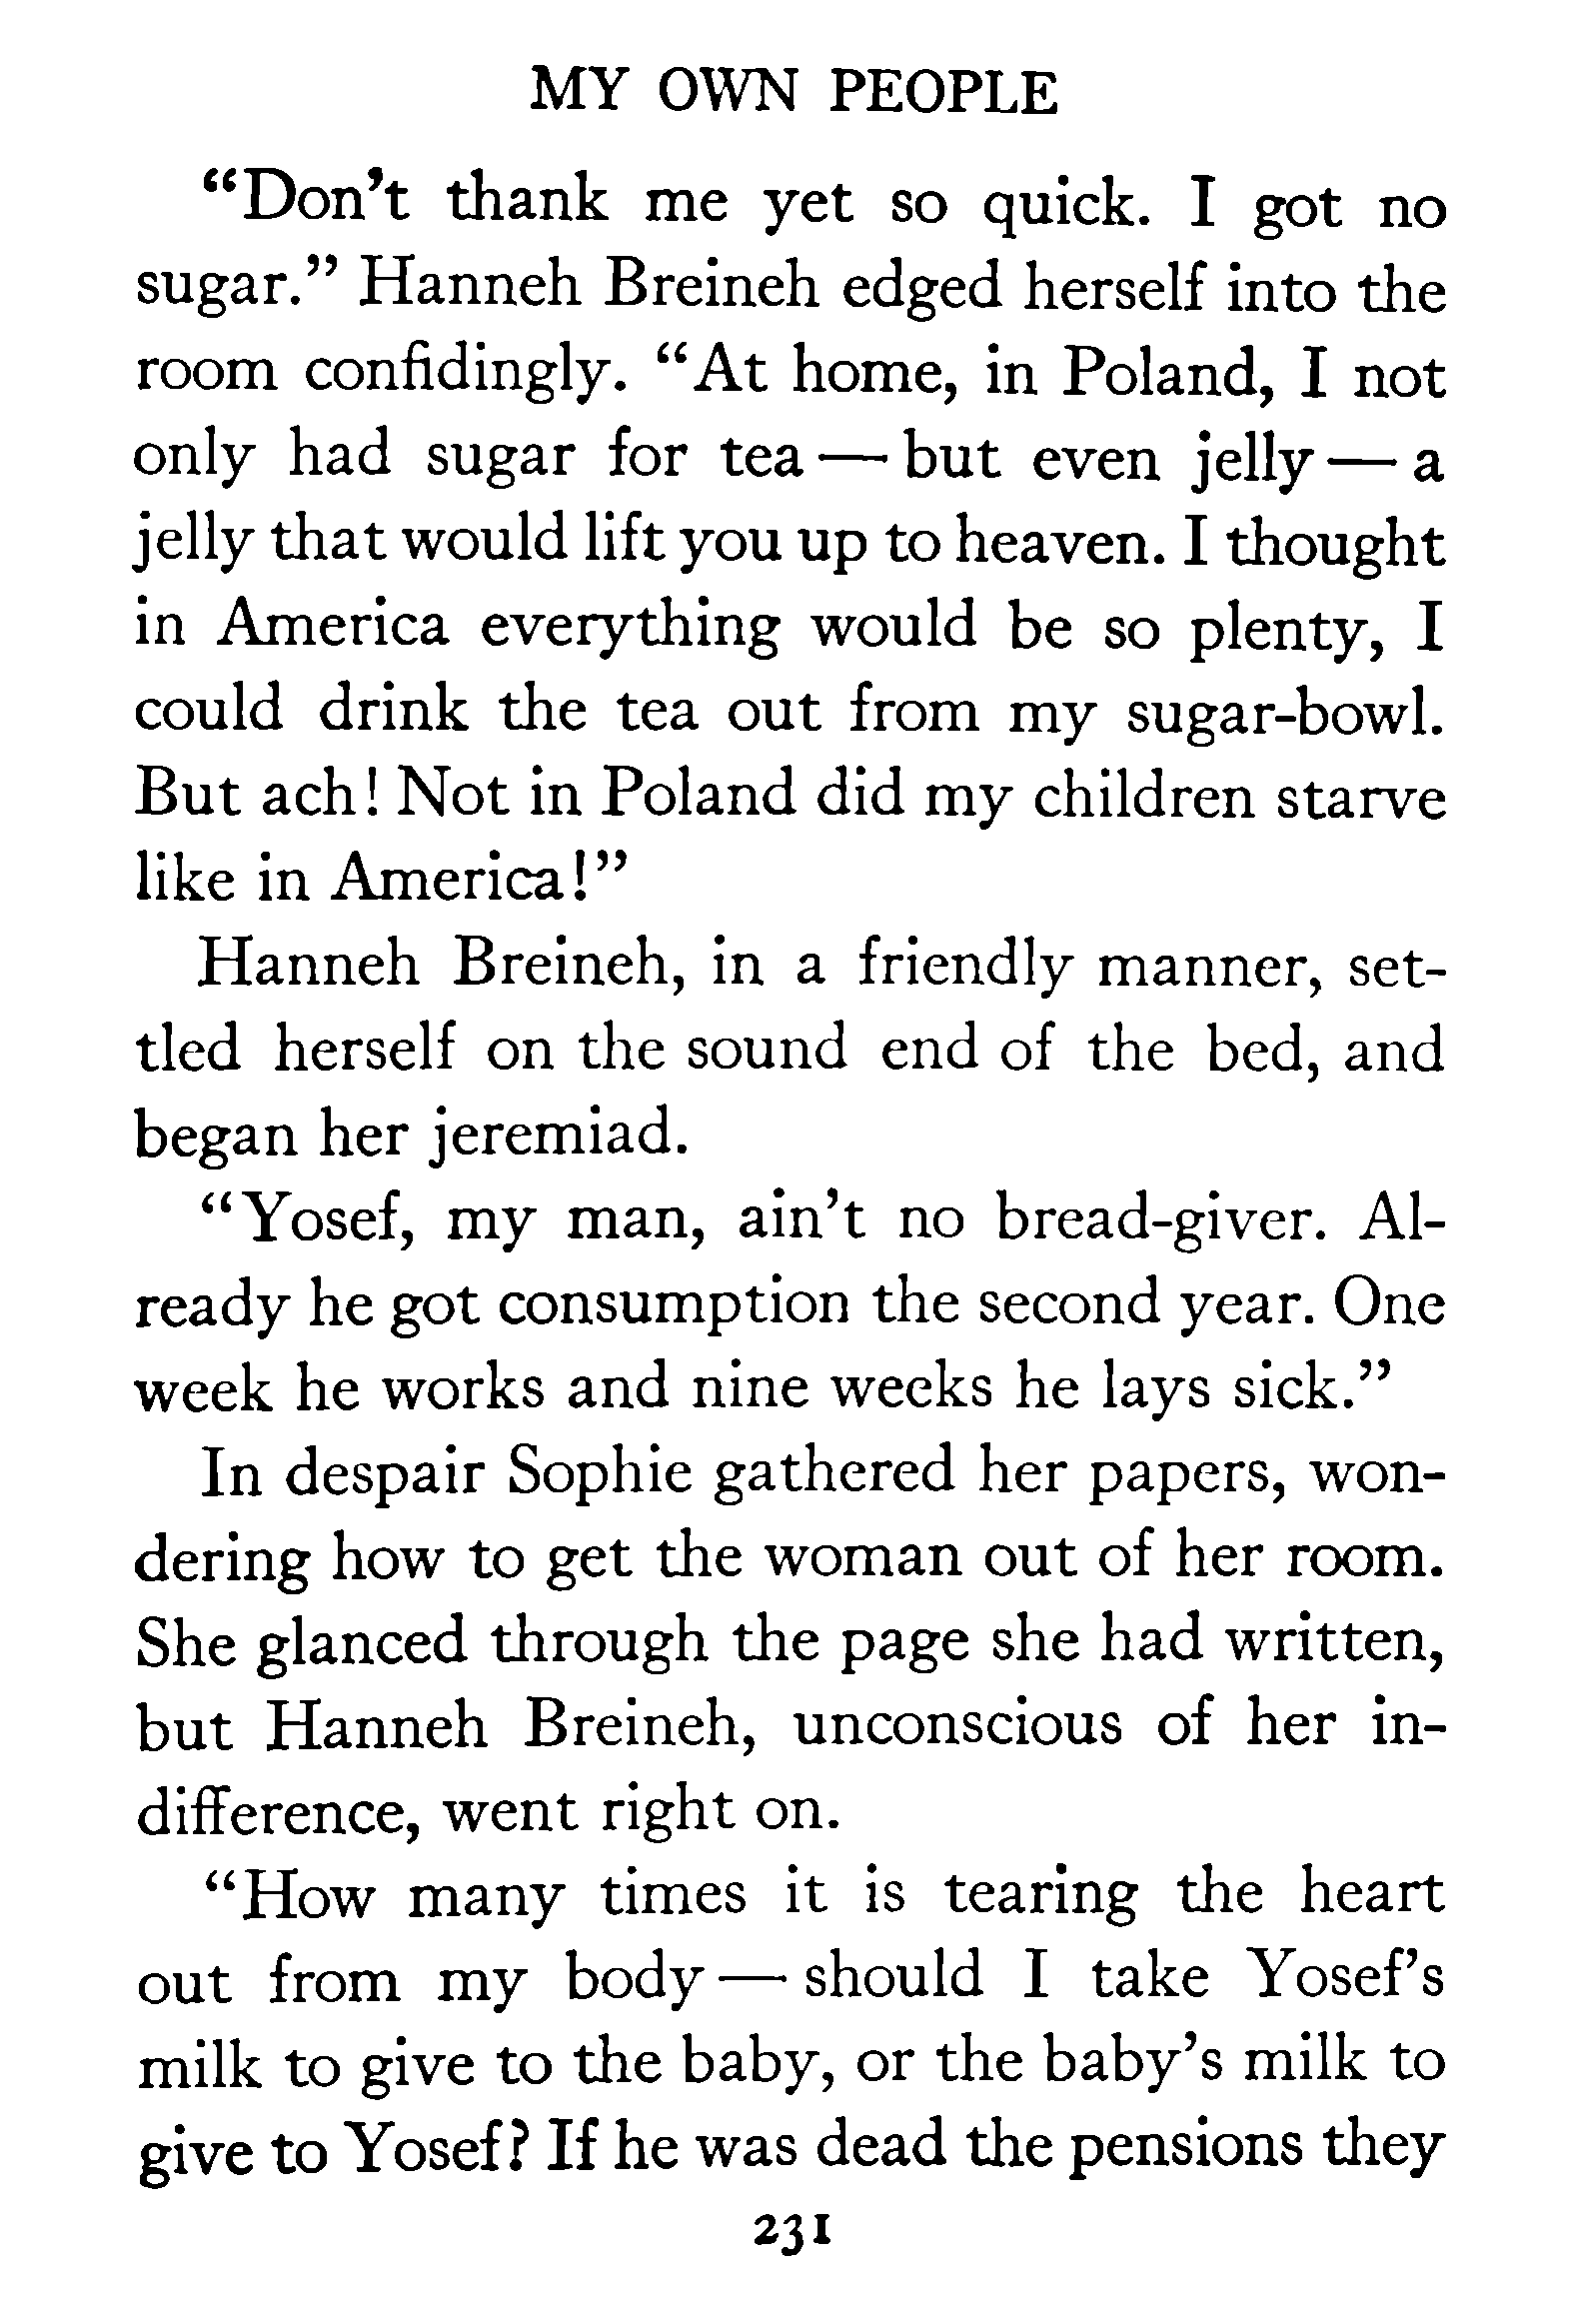 MY OWN PEOPLE
“Don’t thank me yet so quick. I got no
sugar.” Hanneh Breineh edged herself into the
room confidingly. “At home, in Poland, I not
only had sugar for tea — but even jelly — a
jelly that would lift you up to heaven. I thought
in America everything would be so plenty, I
could drink the tea out from my sugar-bowl.
But ach! Not in Poland did my children starve
like in America!”
Hanneh Breineh, in a friendly manner, set-
tled herself on the sound end of the bed, and
began her jeremiad.
“Yosef, my man, ain’t no bread-giver. Al-
ready he got consumption the second year. One
week he works and nine weeks he lays sick.”
In despair Sophie gathered her papers, won-
dering how to get the woman out of her room.
She glanced through the page she had written,
but Hanneh Breineh, unconscious of her in-
difference, went right on.
“How many times it is tearing the heart
out from my body — should I take Yosef’s
milk to give to the baby, or the baby’s milk to
give to Yosef? If he was dead the pensions they
231